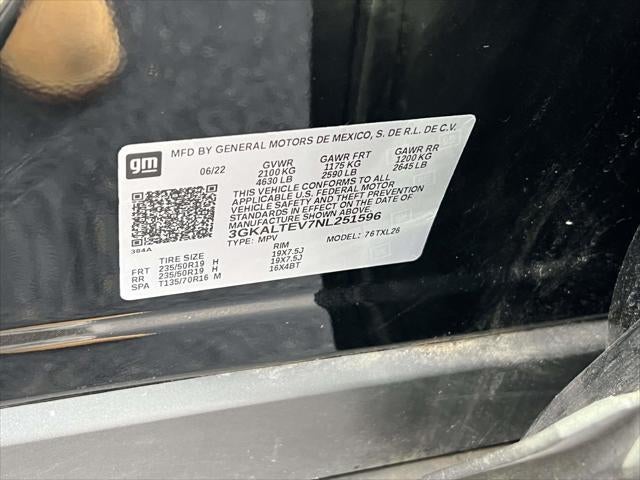 gm
MFD BY GENERAL MOTORS DE MEXICO, S. DE R.L. DE C.V.
06/22 GVWR GAWR FRT GAWR RR
2100 KG 1175 KG 1200 KG
4630 LB 2590 LB 2645 LB
THIS VEHICLE CONFORMS TO ALL
APPLICABLE U.S. FEDERAL MOTOR
VEHICLE SAFETY AND THEFT PREVENTION
STANDARDS IN EFFECT ON THE DATE OF
MANUFACTURE SHOWN ABOVE.
3GKALTEV7NL251596
TYPE: MPV MODEL: 76TXL26
384A
TIRE SIZE RIM
FRT 235/50R19 H 19X7.5J
RR 235/50R19 H 19X7.5J
SPA T135/70R16 M 16X4BT